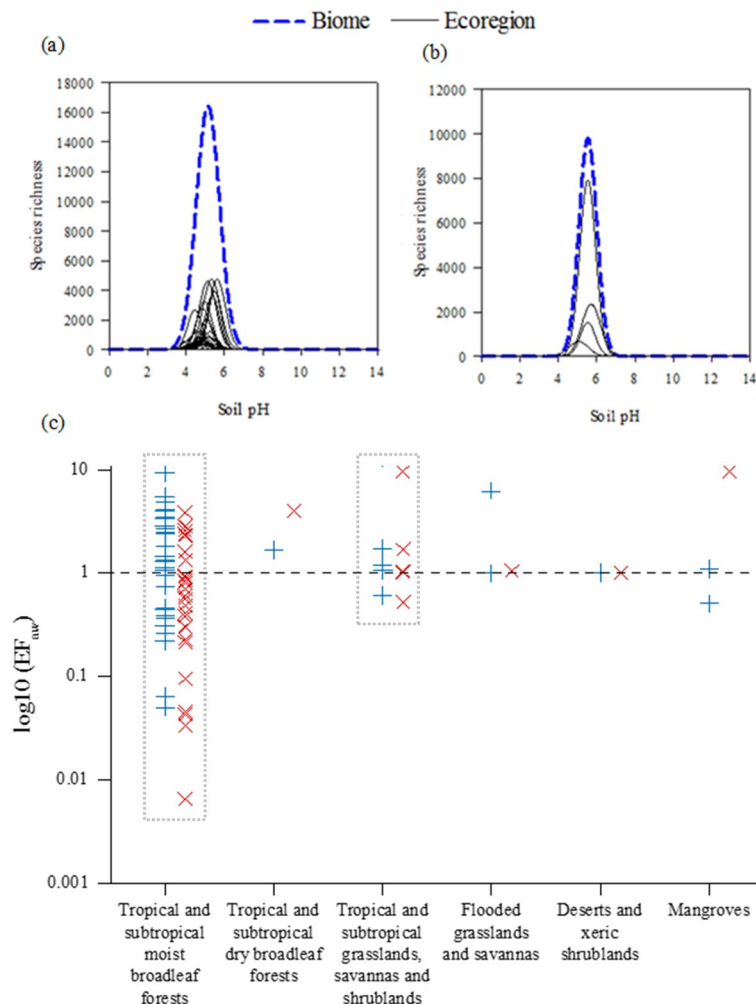 Biome Ecoregion
(a)
(b)
18000
16000
14000
12000
10000
8000
6000
4000
2000
0
Species richness
0 2 4 6 8 10 12 14
Soil pH
12000
10000
8000
6000
4000
2000
0
Species richness
0 2 4 6 8 10 12 14
Soil pH
(c)
10
1
0.1
0.01
0.001
log10 (EFaw)
Tropical and
subtropical
moist
broadleaf
forests
Tropical and
subtropical
dry broadleaf
forests
Tropical and
subtropical
grasslands,
savannas and
shrublands
Flooded
grasslands
and savannas
Deserts and
xeric
shrublands
Mangroves